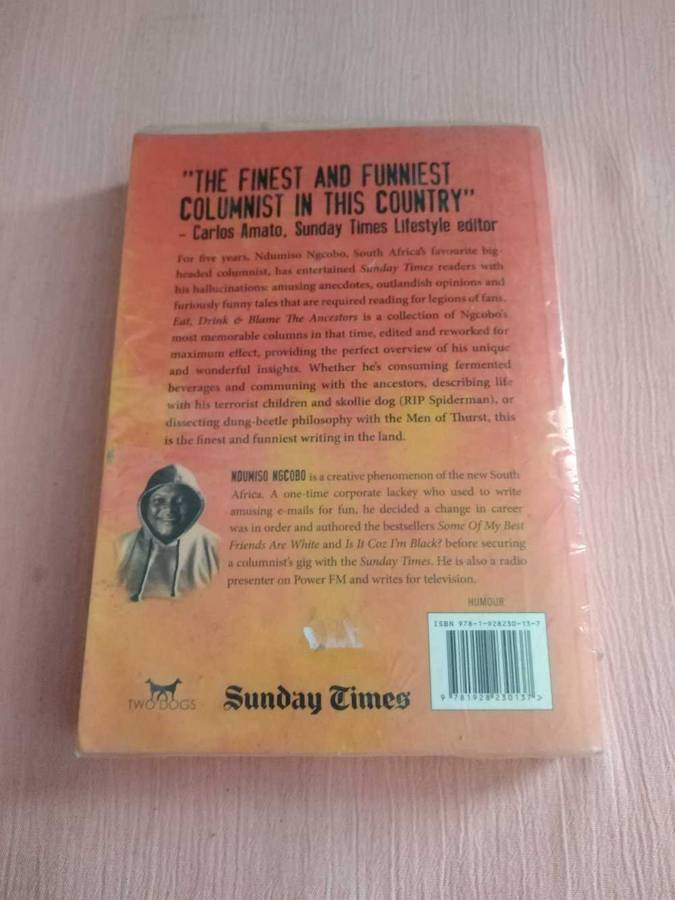 "THE FINEST AND FUNNIEST
COLUMNIST IN THIS COUNTRY"
- Carlos Amato, Sunday Times Lifestyle editor
For five years, Ndumiso Ngcobo, South Africa's favourite big-
headed columnist, has entertained Sunday Times readers with
his hallucinations: amusing anecdotes, outlandish opinions and
furiously funny tales that are required reading for legions of fans.
Eat, Drink & Blame The Ancestors is a collection of Ngcobo's
most memorable columns in that time, edited and reworked for
maximum effect, providing the perfect overview of his unique
and wonderful insights. Whether he's consuming fermented
beverages and communing with the ancestors, describing life
with his terrorist children and skollie dog (RIP Spiderman), or
dissecting dung-beetle philosophy with the Men of Thurst, this
is the finest and funniest writing in the land.
NDUMISO NGCOBO is a creative phenomenon of the new South
Africa. A one-time corporate lackey who used to write
amusing e-mails for fun, he decided a change in career
was in order and authored the bestsellers Some Of My Best
Friends Are White and Is It Coz I'm Black? before securing
a columnist's gig with the Sunday Times. He is also a radio
presenter on Power FM and writes for television.
HUMOUR
ISBN 978-1-928230-13-7
9 781928 230137 >
TWO DOGS
Sunday Times